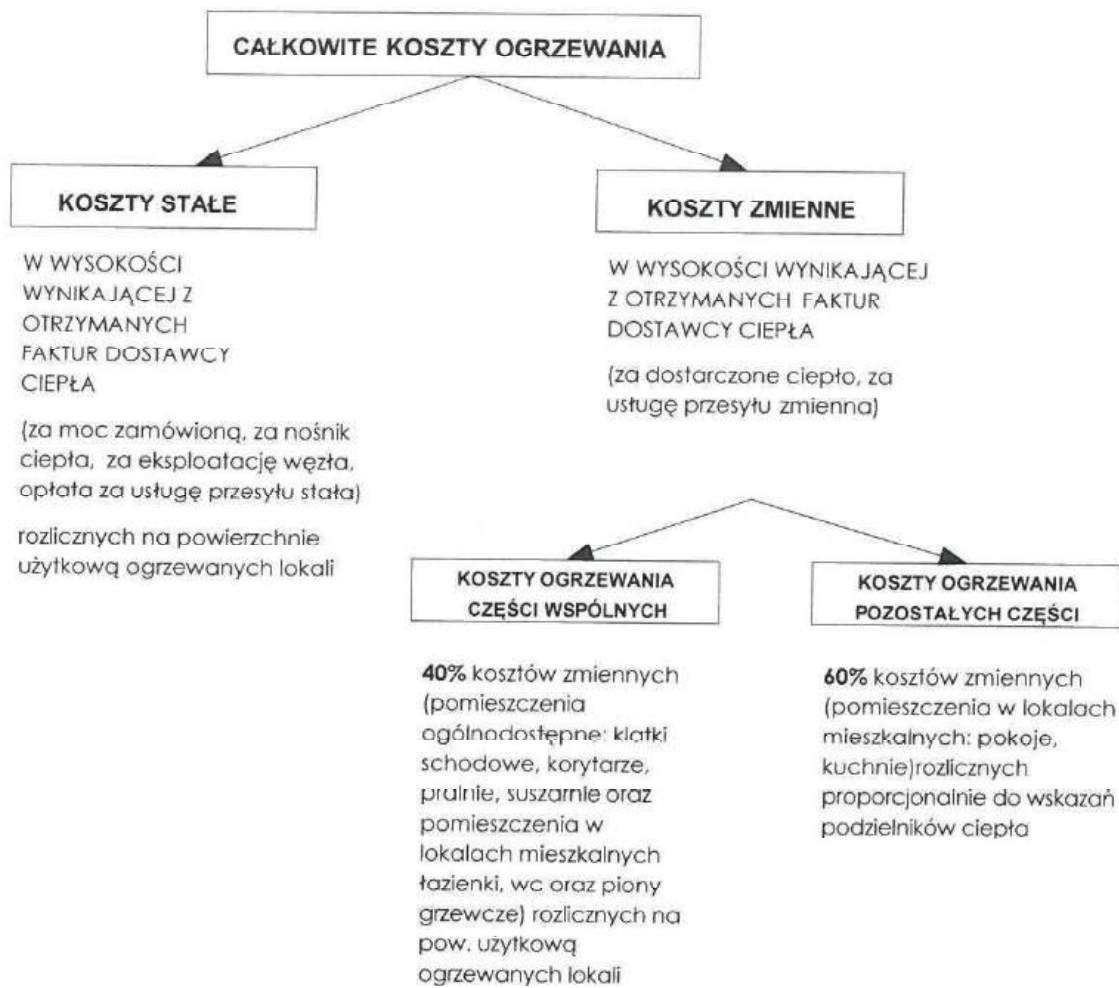 CAŁKOWITE KOSZTY OGRZEWANIA
KOSZTY STAŁE
W WYSOKOŚCI
WYNIKAJĄCEJ Z
OTRZYMANYCH
FAKTUR DOSTAWCY
CIEPŁA
(za moc zamówioną, za nośnik
ciepła, za eksploatację węzła,
opłata za usługę przesyłu stała)
rozlicznych na powierzchnie
użytkową ogrzewanych lokali
KOSZTY ZMIENNE
W WYSOKOŚCI WYNIKAJĄCEJ
Z OTRZYMANYCH FAKTUR
DOSTAWCY CIEPŁA
(za dostarczone ciepło, za
usługę przesyłu zmienna)
KOSZTY OGRZEWANIA
CZĘŚCI WSPÓLNYCH
40% kosztów zmiennych
(pomieszczenia
ogólnodostępne: klatki
schodowe, korytarze,
pralnie, suszarnie oraz
pomieszczenia w
lokalach mieszkalnych
łazienki, wc oraz piony
grzewcze) rozlicznych na
pow. użytkową
ogrzewanych lokali
KOSZTY OGRZEWANIA
POZOSTAŁYCH CZĘŚCI
60% kosztów zmiennych
(pomieszczenia w lokalach
mieszkalnych: pokoje,
kuchnie)rozlicznych
proporcjonalnie do wskazań
podzielników ciepła